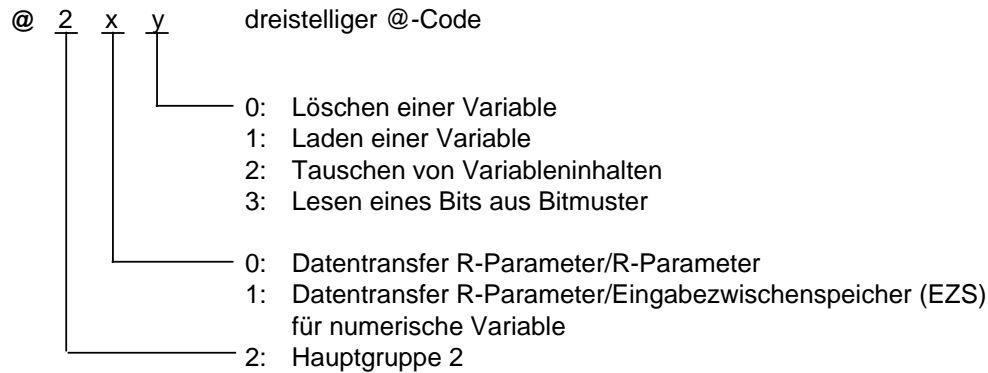 @ 2 x y dreistelliger @-Code
0: Löschen einer Variable
1: Laden einer Variable
2: Tauschen von Variableninhalten
3: Lesen eines Bits aus Bitmuster
0: Datentransfer R-Parameter/R-Parameter
1: Datentransfer R-Parameter/Eingabezwischenspeicher (EZS)
für numerische Variable
2: Hauptgruppe 2